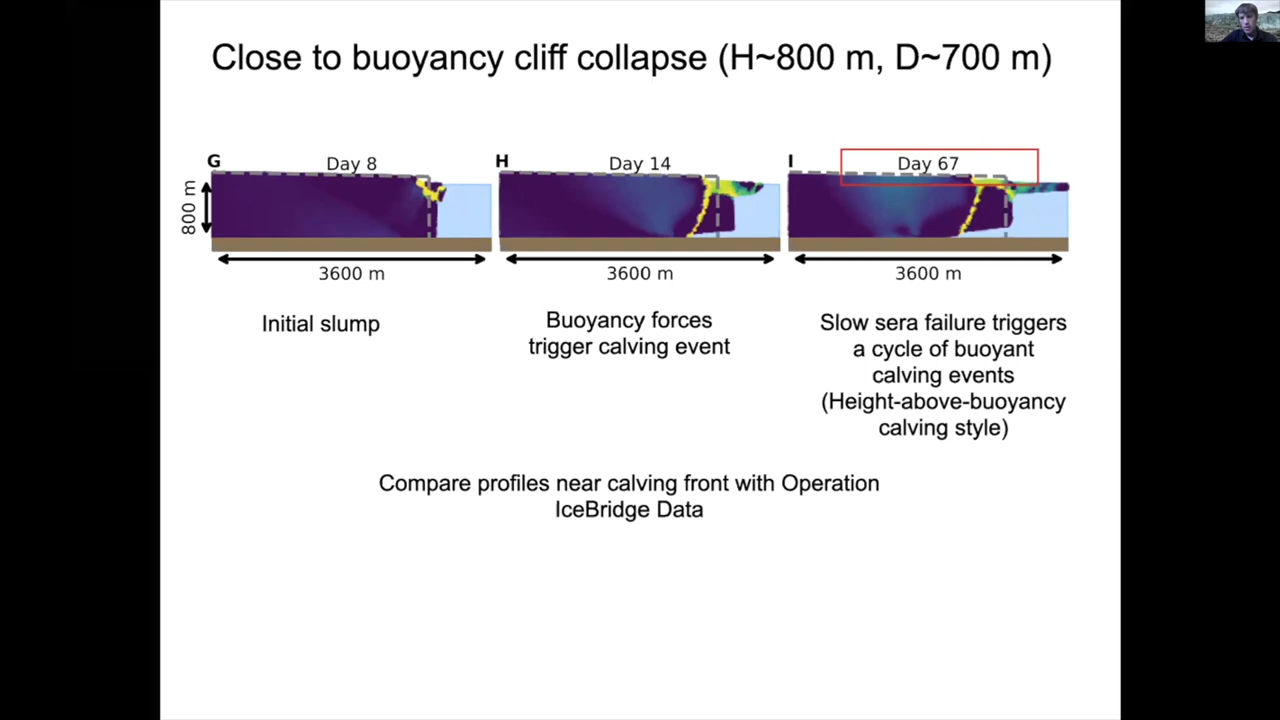 Close to buoyancy cliff collapse (H~800 m, D~700 m)
G
Day 8
800 m
3600 m
H
Day 14
3600 m
I
Day 67
3600 m
Initial slump
Buoyancy forces
trigger calving event
Slow sera failure triggers
a cycle of buoyant
calving events
(Height-above-buoyancy
calving style)
Compare profiles near calving front with Operation
IceBridge Data